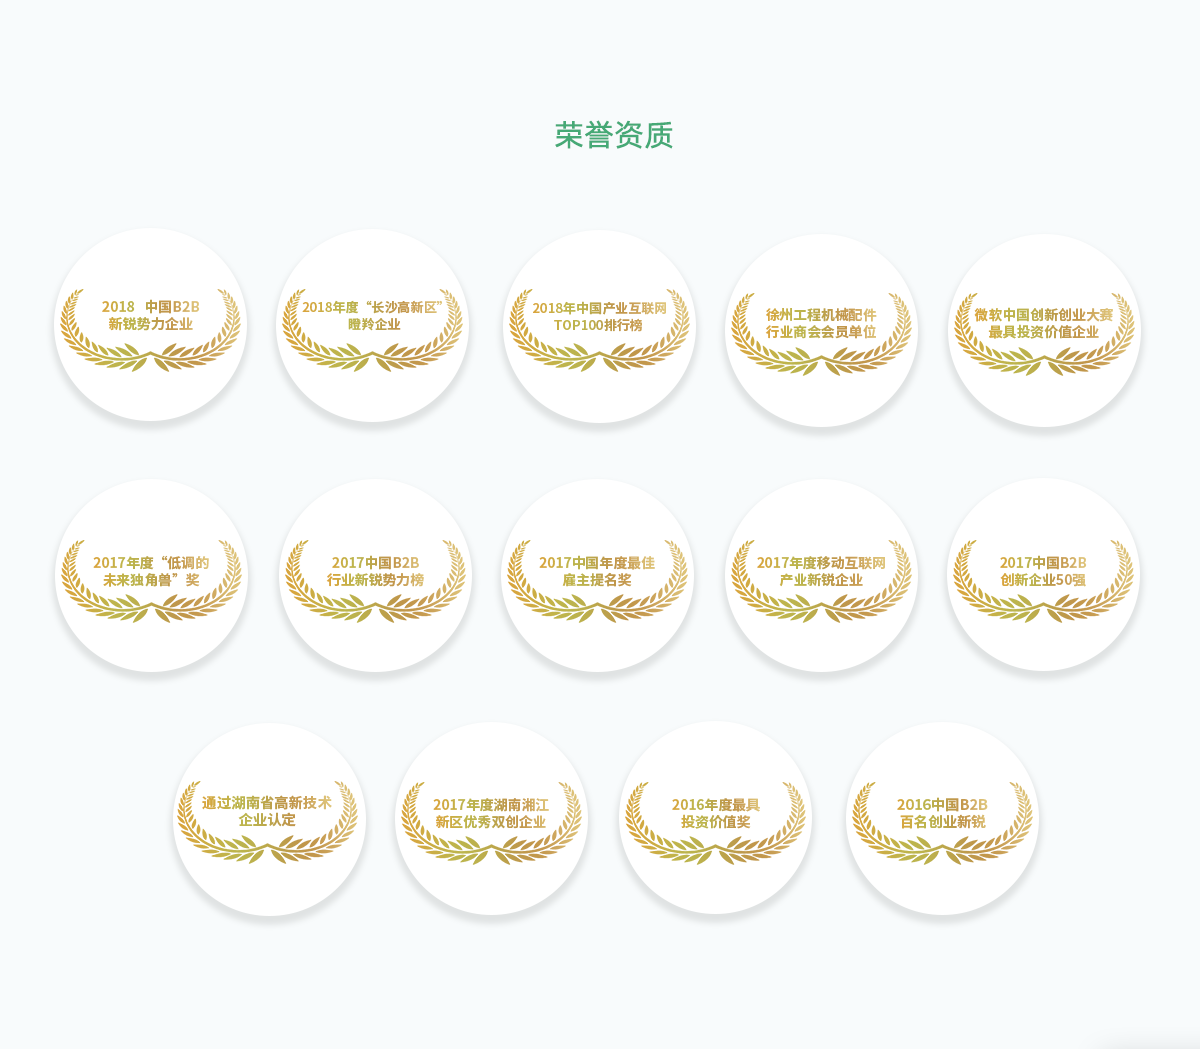 荣誉资质
2018 中国B2B
新锐势力企业
2018年度“长沙高新区”
瞪羚企业
2018年中国产业互联网
TOP100排行榜
徐州工程机械配件
行业商会会员单位
微软中国创新创业大赛
最具投资价值企业
2017年度“低调的
未来独角兽”奖
2017中国B2B
行业新锐势力榜
2017中国年度最佳
雇主提名奖
2017年度移动互联网
产业新锐企业
2017中国B2B
创新企业50强
通过湖南省高新技术
企业认定
2017年度湖南湘江
新区优秀双创企业
2016年度最具
投资价值奖
2016中国B2B
百名创业新锐